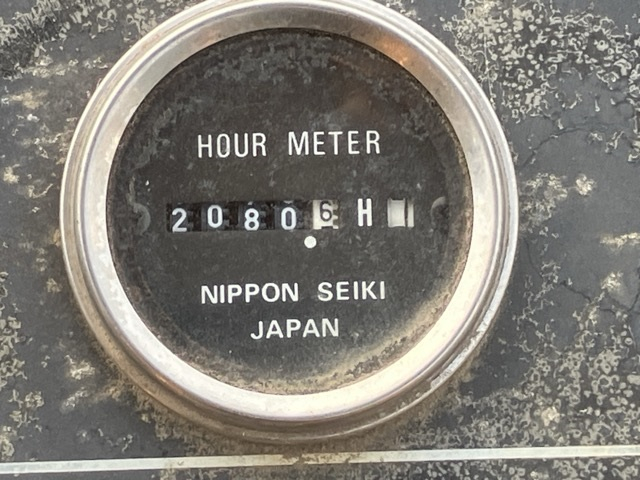 HOUR METER
20806 H
NIPPON SEIKI
JAPAN